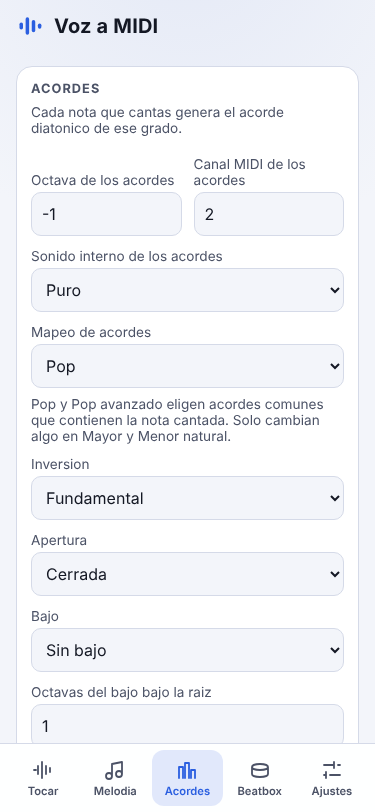 Voz a MIDI
ACORDES
Cada nota que cantas genera el acorde
diatonico de ese grado.
Octava de los acordes
Canal MIDI de los
acordes
-1
2
Sonido interno de los acordes
Puro
Mapeo de acordes
Pop
Pop y Pop avanzado eligen acordes comunes
que contienen la nota cantada. Solo cambian
algo en Mayor y Menor natural.
Inversion
Fundamental
Apertura
Cerrada
Bajo
Sin bajo
Octavas del bajo bajo la raiz
1
Tocar
Melodia
Acordes
Beatbox
Ajustes